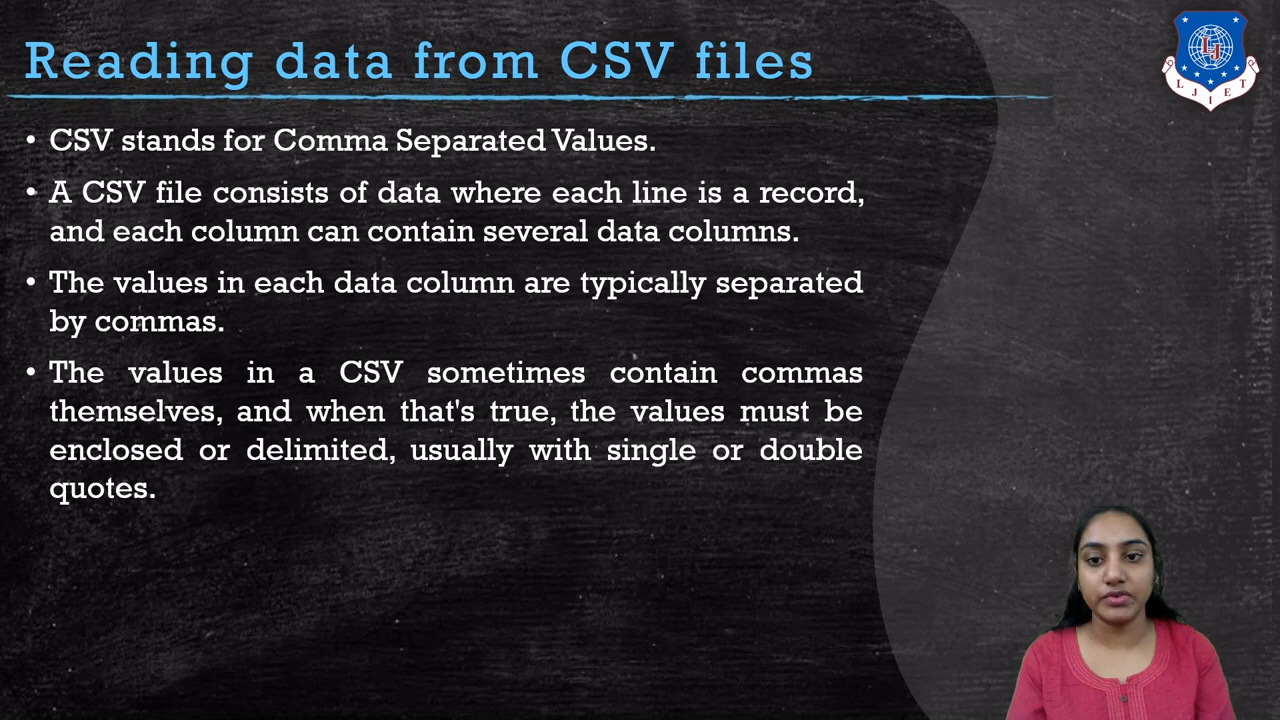 Reading data from CSV files
LJ
LJIET
• CSV stands for Comma Separated Values.
• A CSV file consists of data where each line is a record,
and each column can contain several data columns.
• The values in each data column are typically separated
by commas.
• The values in a CSV sometimes contain commas
themselves, and when that's true, the values must be
enclosed or delimited, usually with single or double
quotes.